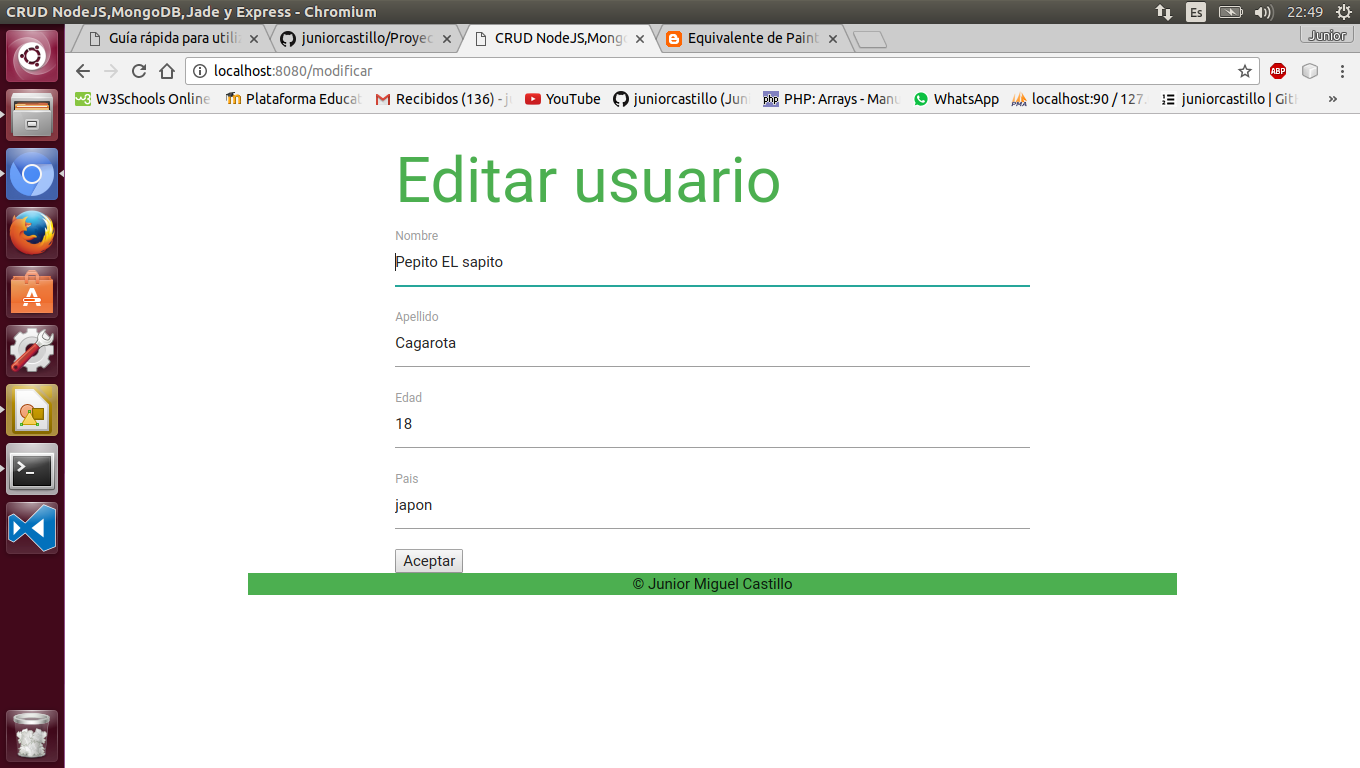 CRUD NodeJS,MongoDB,Jade y Express - Chromium
Es
22:49
Guía rápida para utiliz
juniorcastillo/Proyec
CRUD NodeJS,Mong
Equivalente de Paint
Junior
localhost:8080/modificar
ABP
W3Schools Online
Plataforma Educat
Recibidos (136) - j
YouTube
juniorcastillo (Jun
PHP: Arrays - Manu
WhatsApp
localhost:90 / 127.
juniorcastillo | Git
»
Editar usuario
Nombre
Pepito EL sapito
Apellido
Cagarota
Edad
18
Pais
japon
Aceptar
© Junior Miguel Castillo